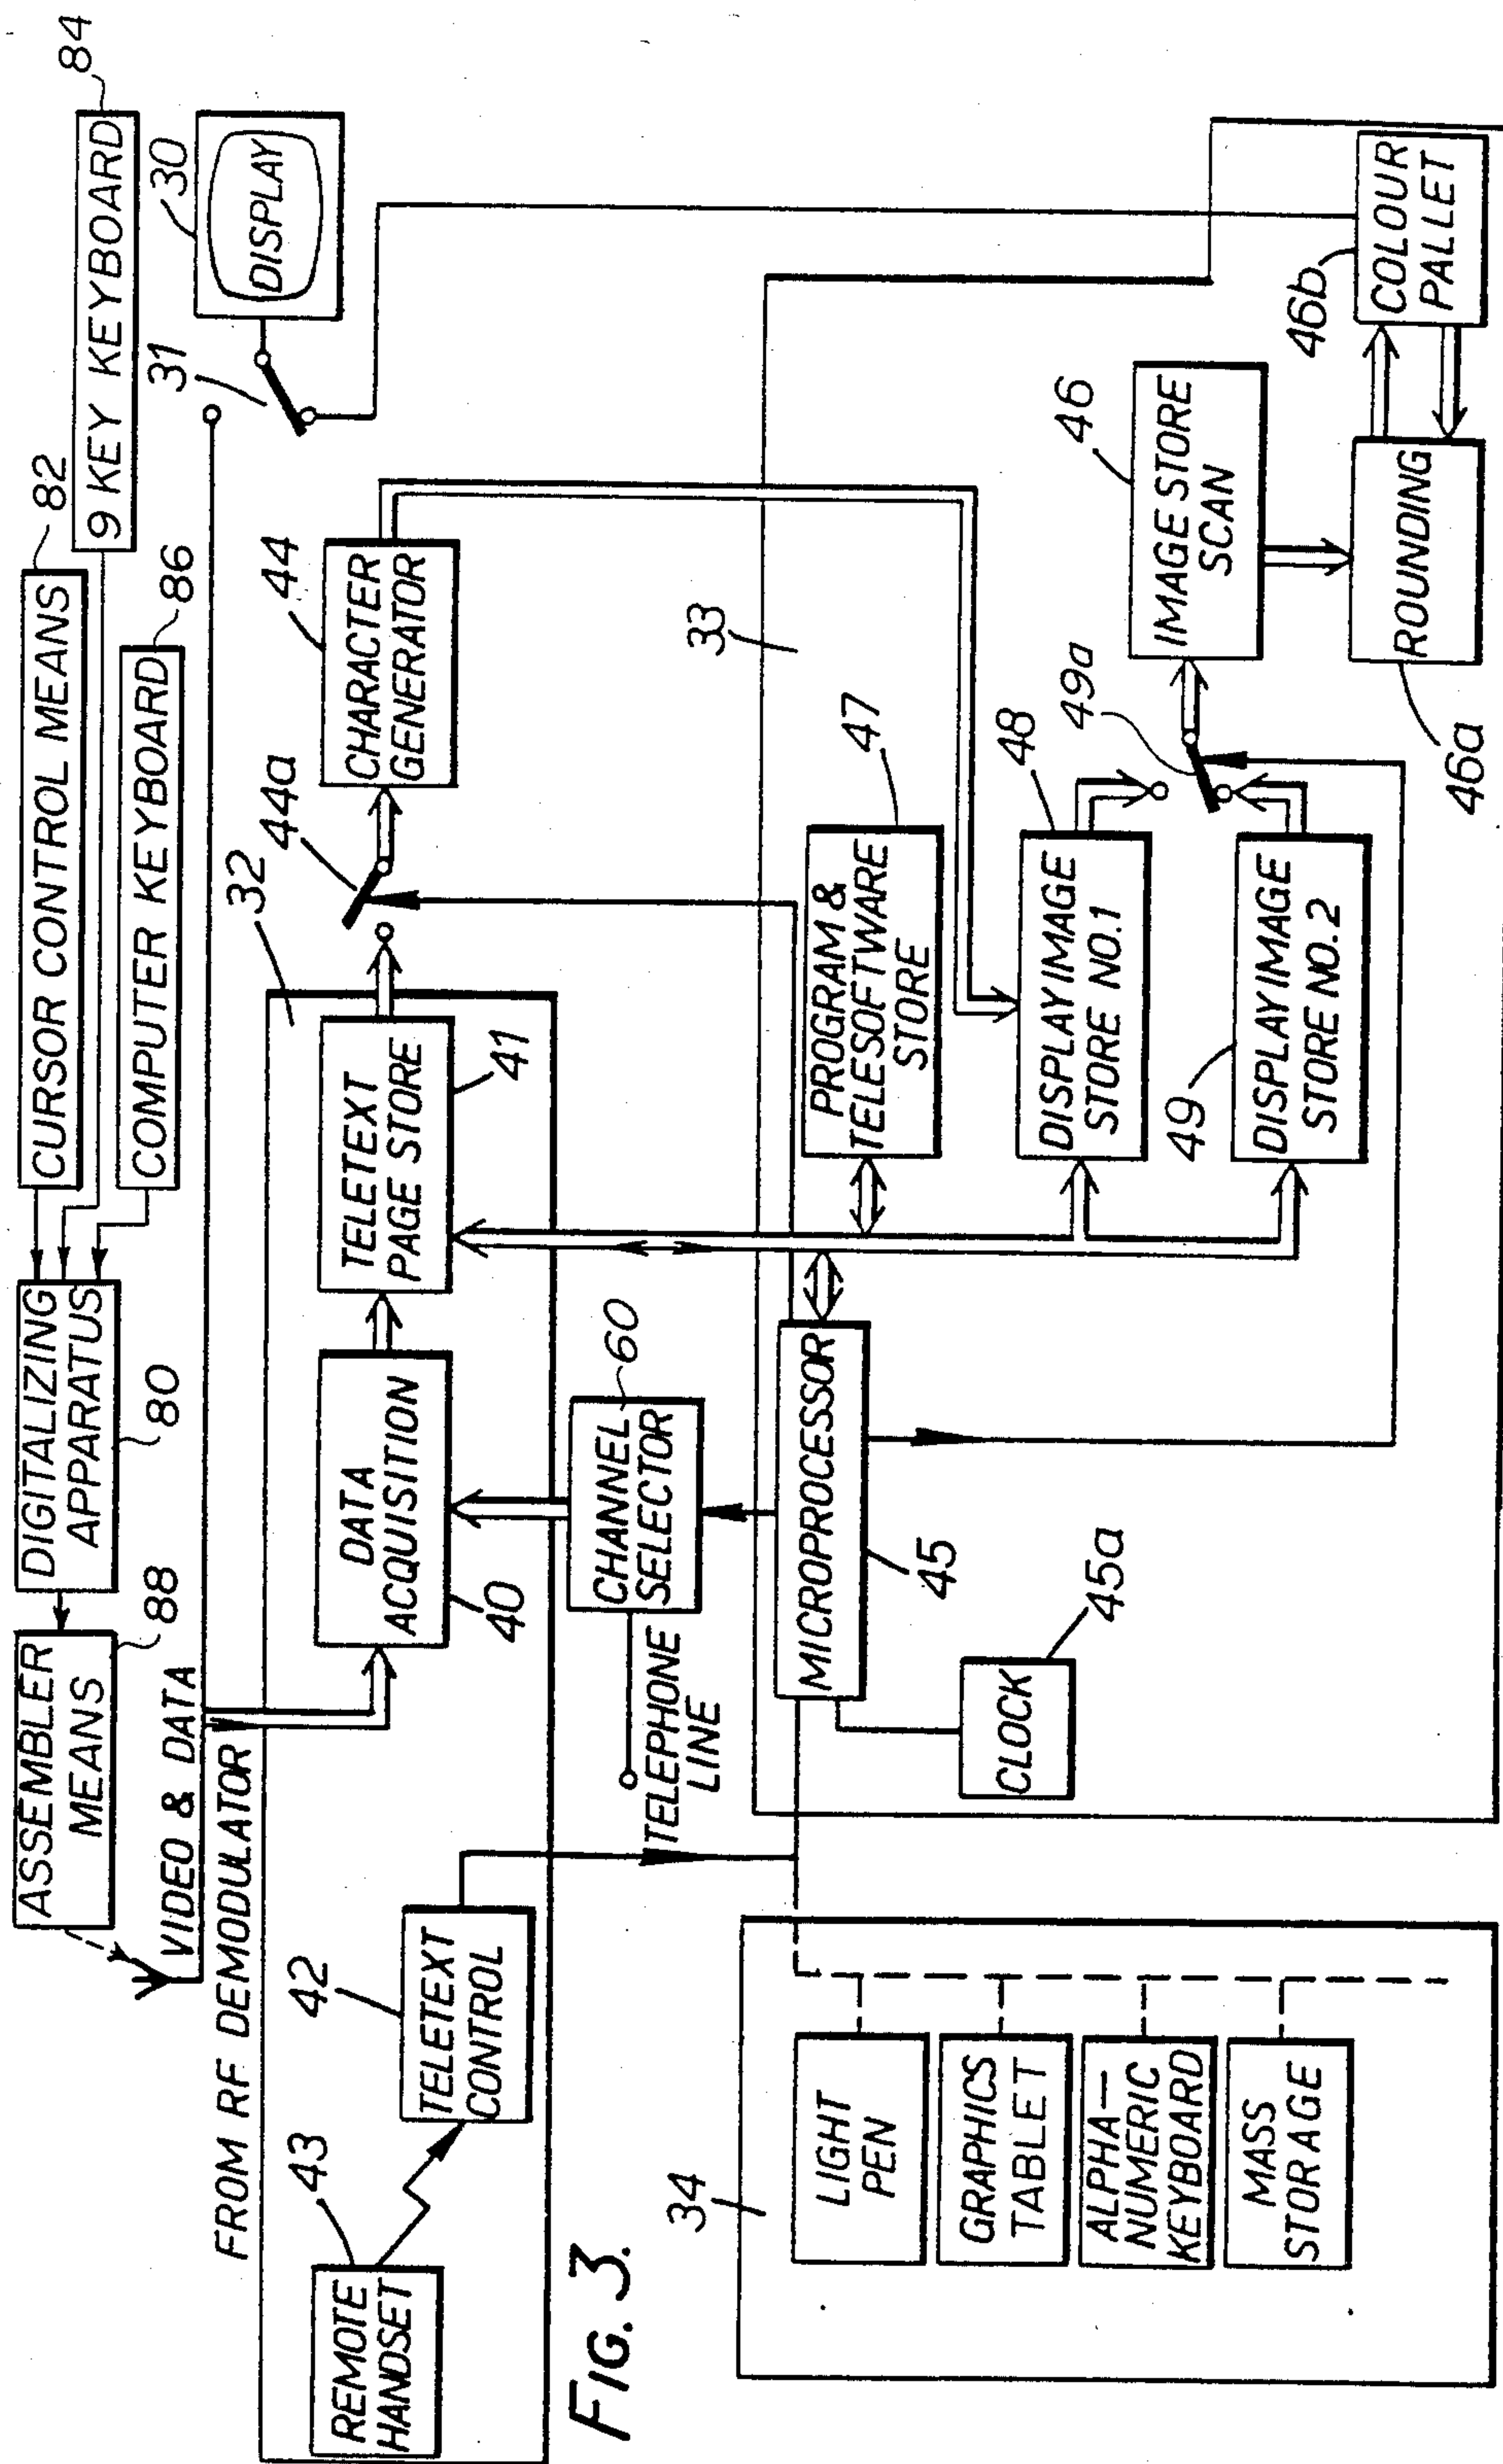 CURSOR CONTROL MEANS
82
9 KEY KEYBOARD
84
COMPUTER KEYBOARD
86
DIGITALIZING
APPARATUS
80
ASSEMBLER
MEANS
88
VIDEO & DATA
FROM RF DEMODULATOR
30
DISPLAY
31
32
REMOTE
HANDSET
43
TELETEXT
CONTROL
42
DATA
ACQUISITION
40
TELETEXT
PAGE STORE
41
44a
CHARACTER
GENERATOR
44
CHANNEL
SELECTOR
60
TELEPHONE
LINE
33
MICROPROCESSOR
45
CLOCK
45a
PROGRAM &
TELESOFTWARE
STORE
47
DISPLAY IMAGE
STORE NO.1
48
DISPLAY IMAGE
STORE NO.2
49
49a
IMAGE STORE
SCAN
46
ROUNDING
46a
COLOUR
PALLET
46b
34
LIGHT
PEN
GRAPHICS
TABLET
ALPHA—
NUMERIC
KEYBOARD
MASS
STORAGE
FIG. 3.